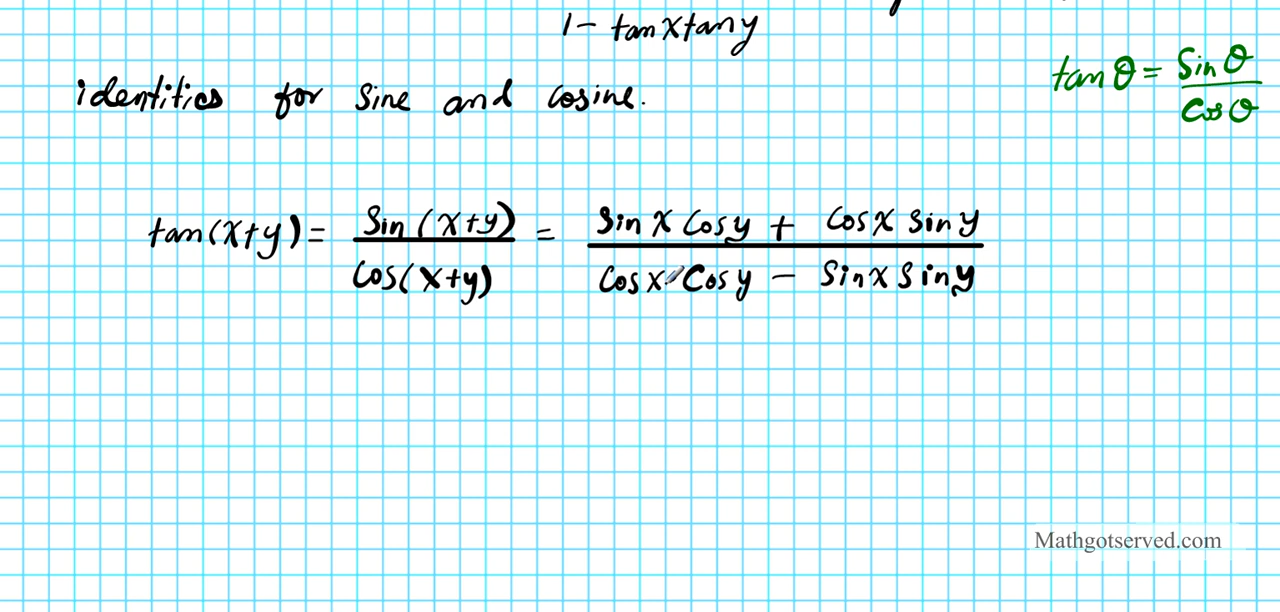 1 - tanxtany
tanθ = Sinθ / Cosθ
identities for Sine and cosine.
tan(x+y) = Sin(x+y) / Cos(x+y) = Sinx Cosy + Cosx Siny / Cosx Cosy - Sinx Siny
Mathgotserved.com